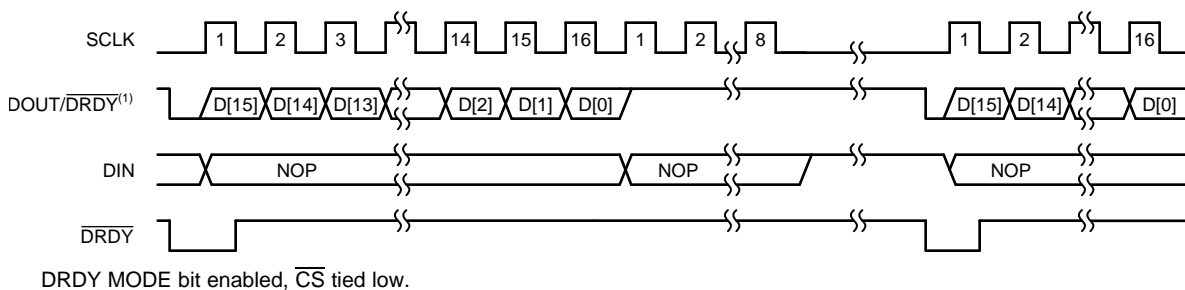 SCLK 1 2 3 14 15 16 1 2 8 1 2 16
DOUT/DRDY(1) D[15] D[14] D[13] D[2] D[1] D[0] D[15] D[14] D[0]
DIN NOP NOP NOP
DRDY
DRDY MODE bit enabled, CS tied low.